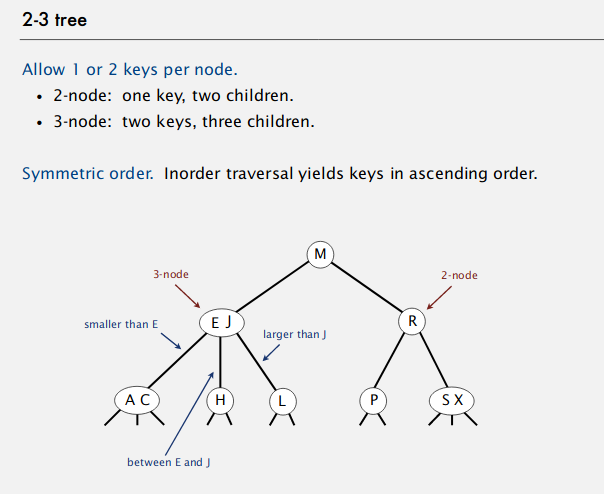 2-3 tree
Allow 1 or 2 keys per node.
• 2-node: one key, two children.
• 3-node: two keys, three children.
Symmetric order. Inorder traversal yields keys in ascending order.
M
3-node
2-node
E J
R
smaller than E
larger than J
A C
H
L
P
S X
between E and J